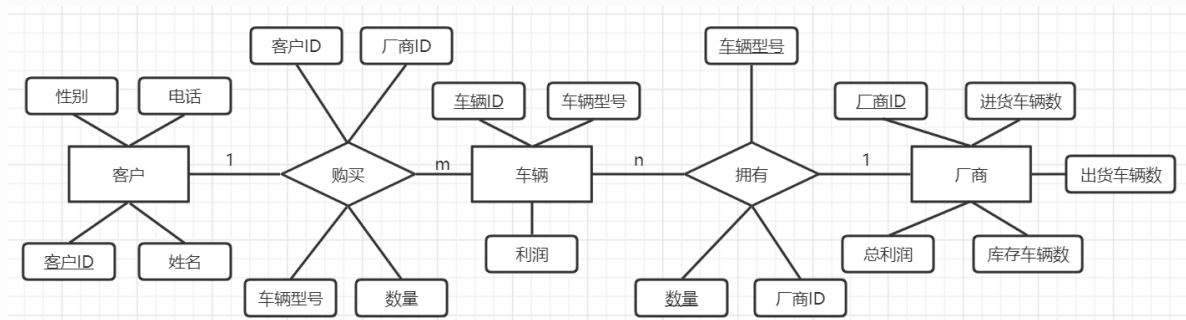 客户ID
厂商ID
车辆型号
性别
电话
车辆ID
车辆型号
厂商ID
进货车辆数
客户
1
购买
m
车辆
n
拥有
1
厂商
出货车辆数
客户ID
姓名
利润
总利润
库存车辆数
车辆型号
数量
数量
厂商ID